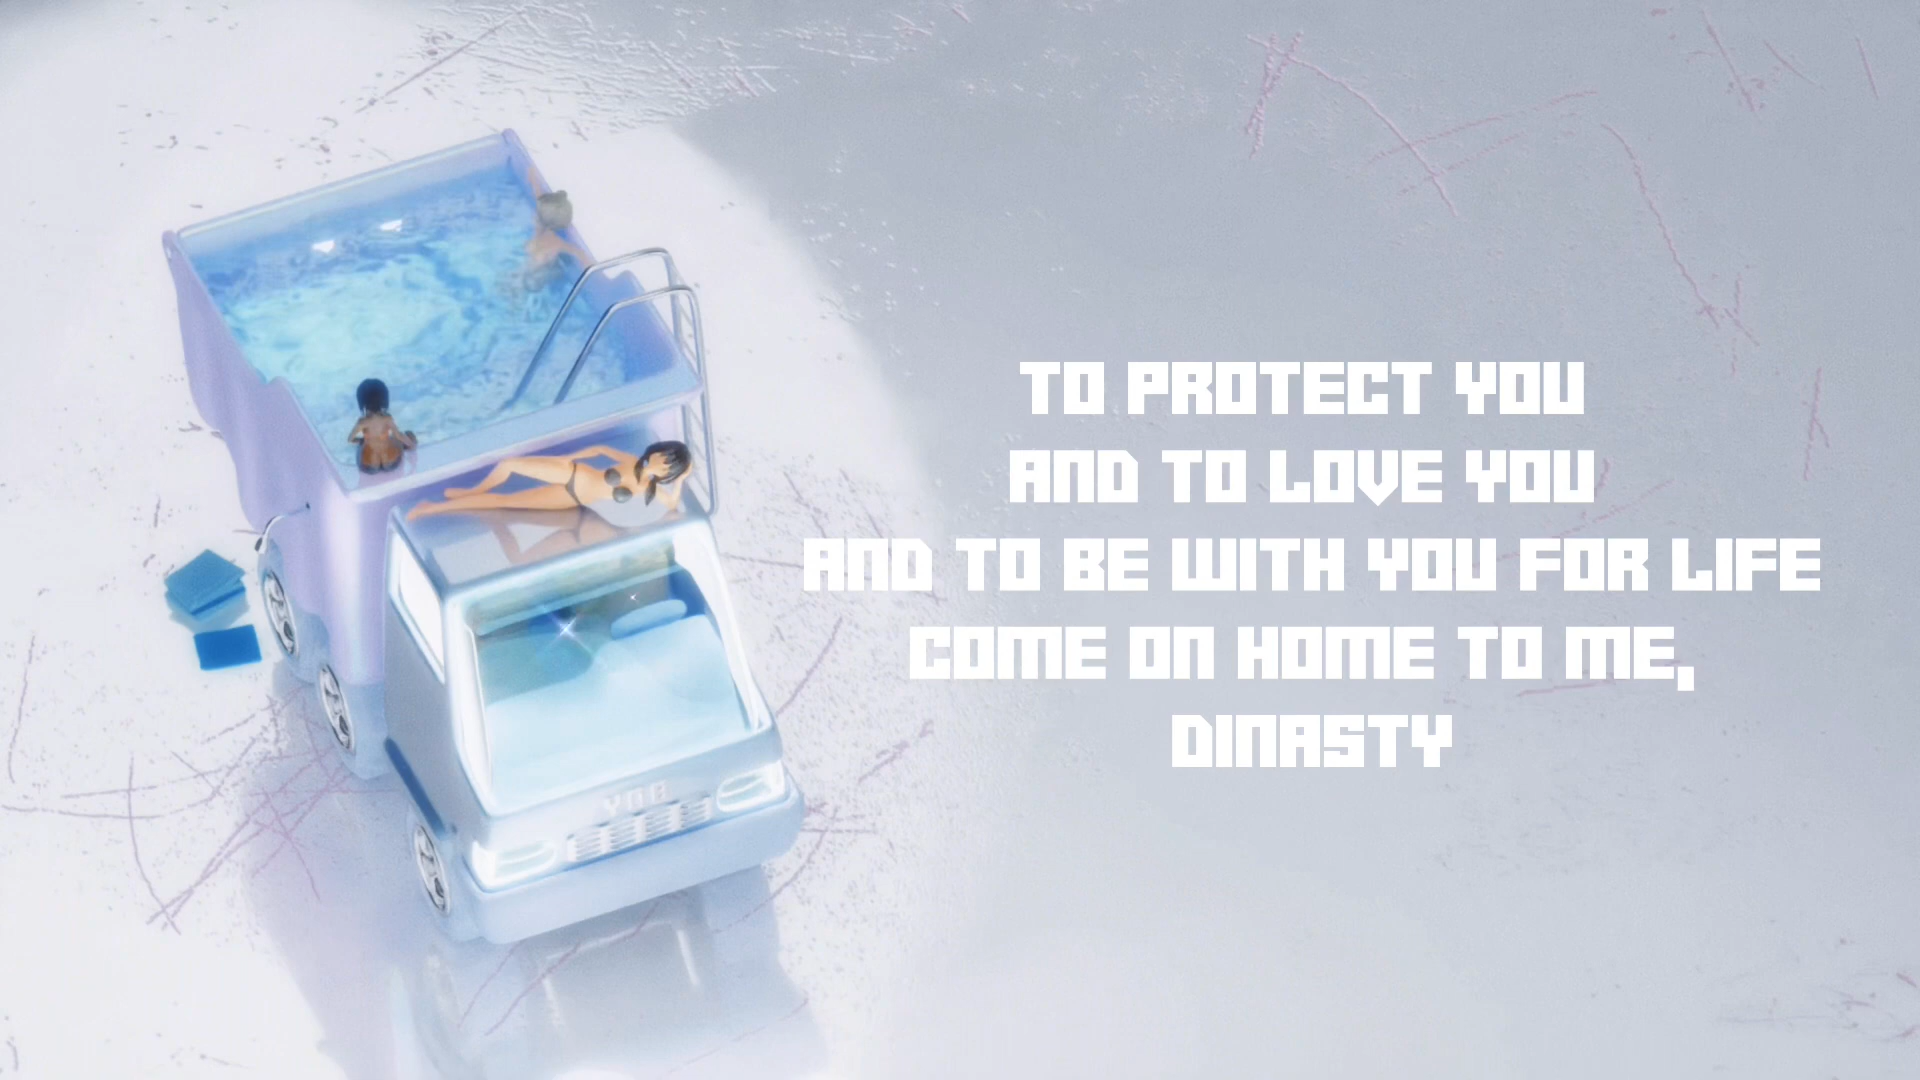 TO PROTECT YOU
AND TO LOVE YOU
AND TO BE WITH YOU FOR LIFE
COME ON HOME TO ME,
DINASTY